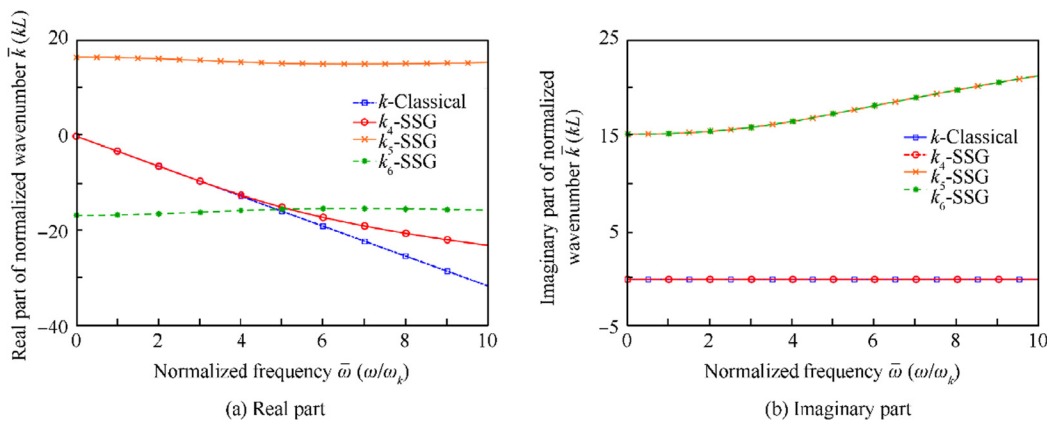 Real part of normalized wavenumber k̄ (kL)
20
0
−20
−40
k-Classical
k₄-SSG
k₅-SSG
k₆-SSG
0 2 4 6 8 10
Normalized frequency ω̄ (ω/ωₖ)
(a) Real part
Imaginary part of normalized
wavenumber k̄ (kL)
25
15
5
−5
k-Classical
k₄-SSG
k₅-SSG
k₆-SSG
0 2 4 6 8 10
Normalized frequency ω̄ (ω/ωₖ)
(b) Imaginary part